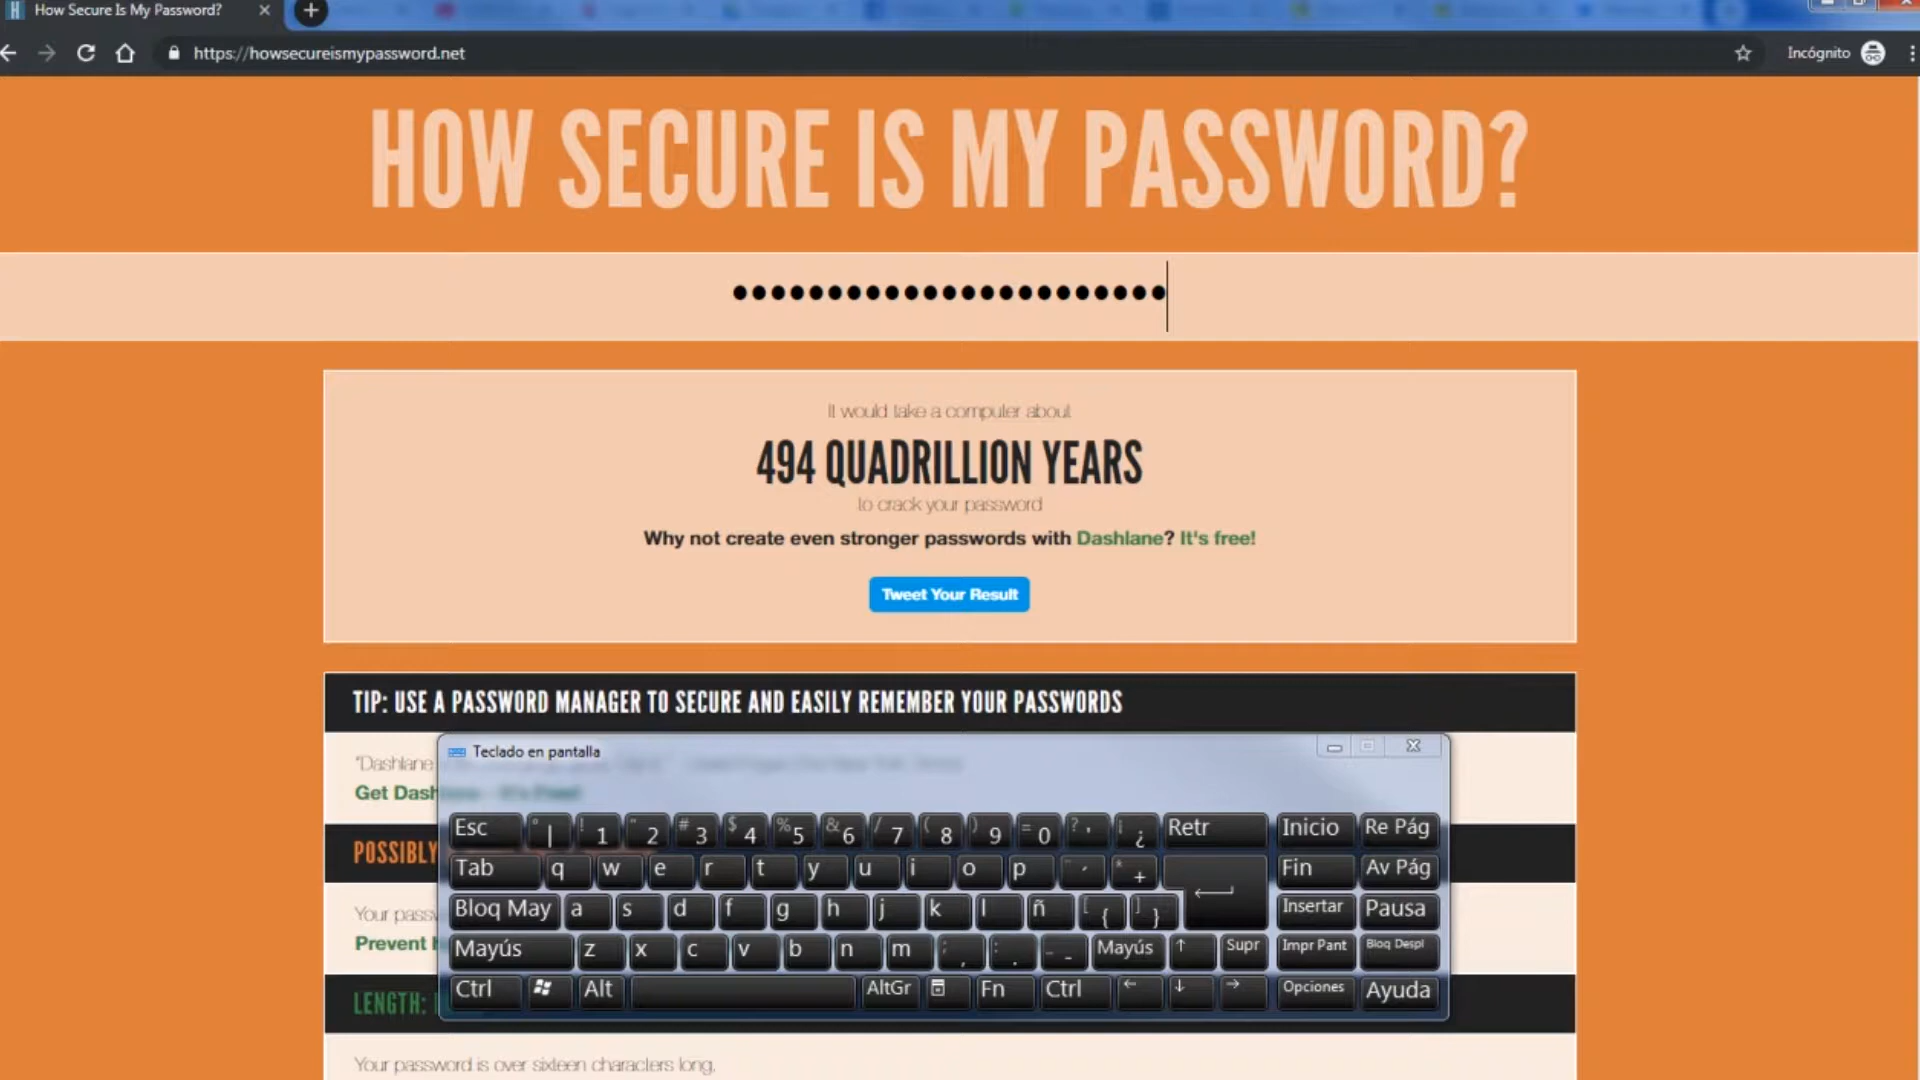 How Secure Is My Password?
https://howsecureismypassword.net
Incógnito
HOW SECURE IS MY PASSWORD?
••••••••••••••••••••••••
It would take a computer about
494 QUADRILLION YEARS
to crack your password
Why not create even stronger passwords with Dashlane? It's free!
Tweet Your Result
TIP: USE A PASSWORD MANAGER TO SECURE AND EASILY REMEMBER YOUR PASSWORDS
Teclado en pantalla
"Dashlane
Get Dash
Esc ° | ! 1 " 2 # 3 $ 4 % 5 & 6 / 7 ( 8 ) 9 = 0 ? ' ¡ ¿ Retr Inicio Re Pág
POSSIBLY
Tab q w e r t y u i o p ¨ ´ * + Fin Av Pág
Bloq May a s d f g h j k l ñ [ { ] } Insertar Pausa
Your passw
Prevent
Mayús z x c v b n m ; , : . _ - Mayús ↑ Supr Impr Pant Bloq Despl
Ctrl Alt AltGr Fn Ctrl ← ↓ → Opciones Ayuda
LENGTH:
Your password is over sixteen characters long.